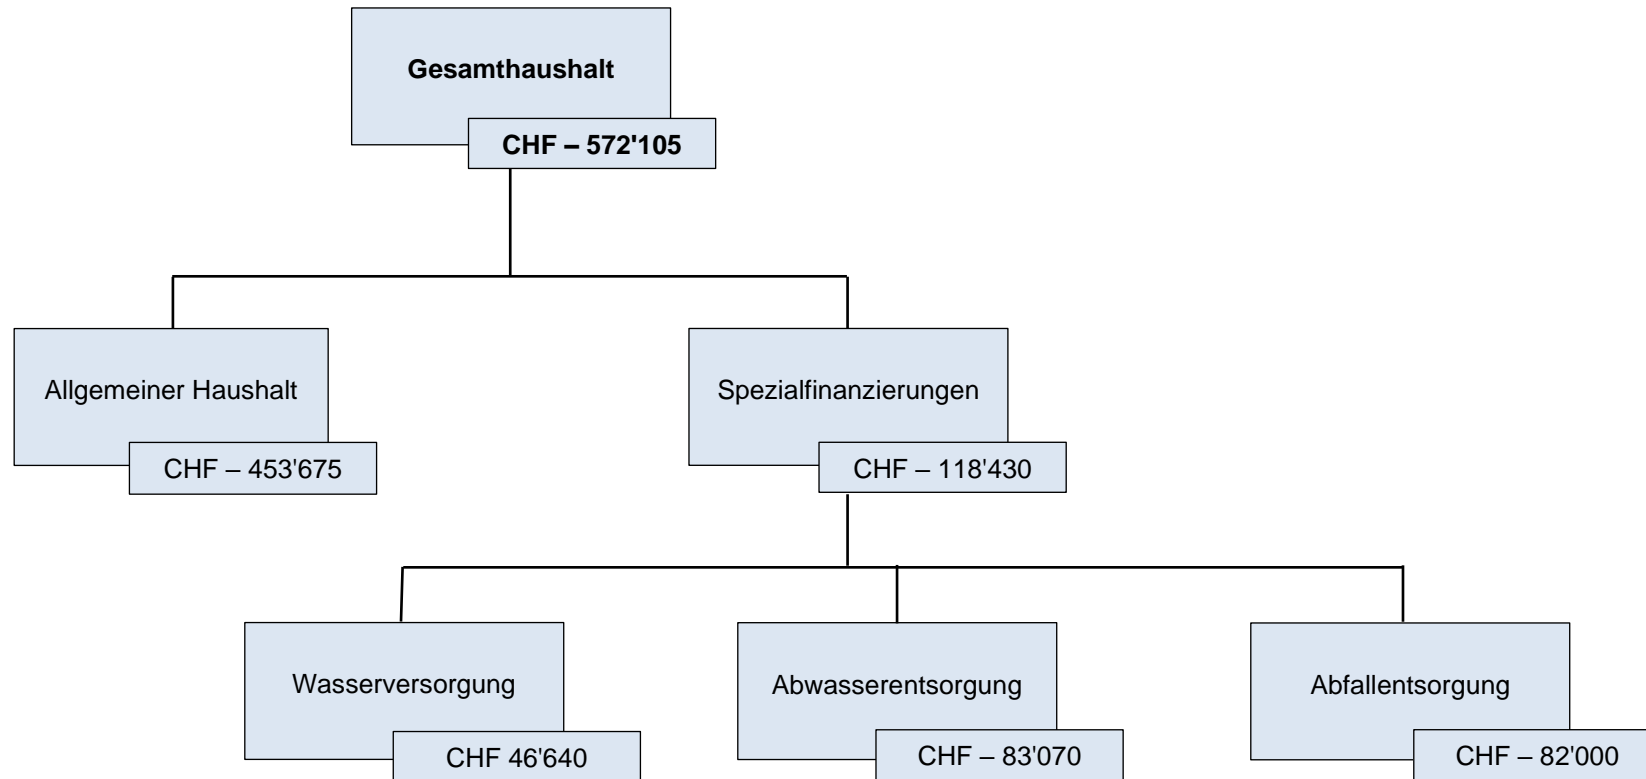 Gesamthaushalt
CHF – 572'105
Allgemeiner Haushalt
CHF – 453'675
Spezialfinanzierungen
CHF – 118'430
Wasserversorgung
CHF 46'640
Abwasserentsorgung
CHF – 83'070
Abfallentsorgung
CHF – 82'000